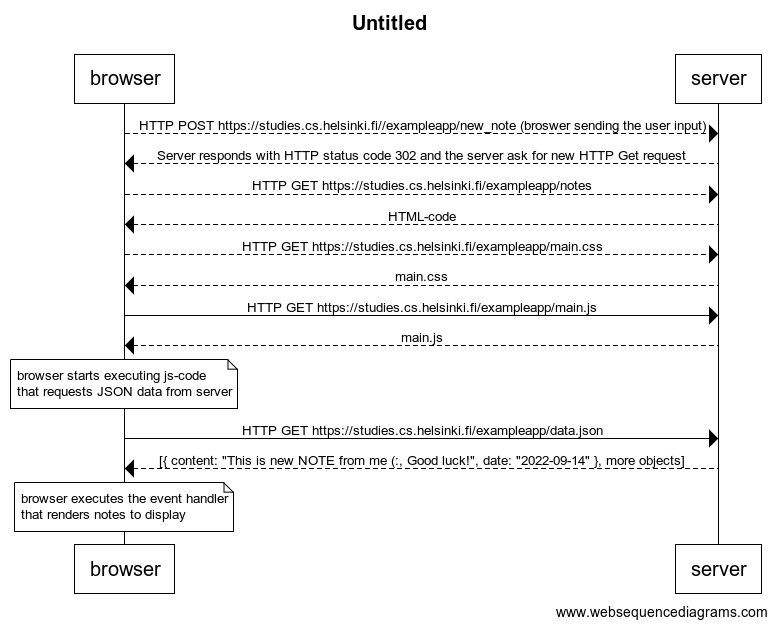 Untitled
browser
server
HTTP POST https://studies.cs.helsinki.fi//exampleapp/new_note (broswer sending the user input)
Server responds with HTTP status code 302 and the server ask for new HTTP Get request
HTTP GET https://studies.cs.helsinki.fi/exampleapp/notes
HTML-code
HTTP GET https://studies.cs.helsinki.fi/exampleapp/main.css
main.css
HTTP GET https://studies.cs.helsinki.fi/exampleapp/main.js
main.js
browser starts executing js-code
that requests JSON data from server
HTTP GET https://studies.cs.helsinki.fi/exampleapp/data.json
[{ content: "This is new NOTE from me (:, Good luck!", date: "2022-09-14" }, more objects]
browser executes the event handler
that renders notes to display
browser
server
www.websequencediagrams.com